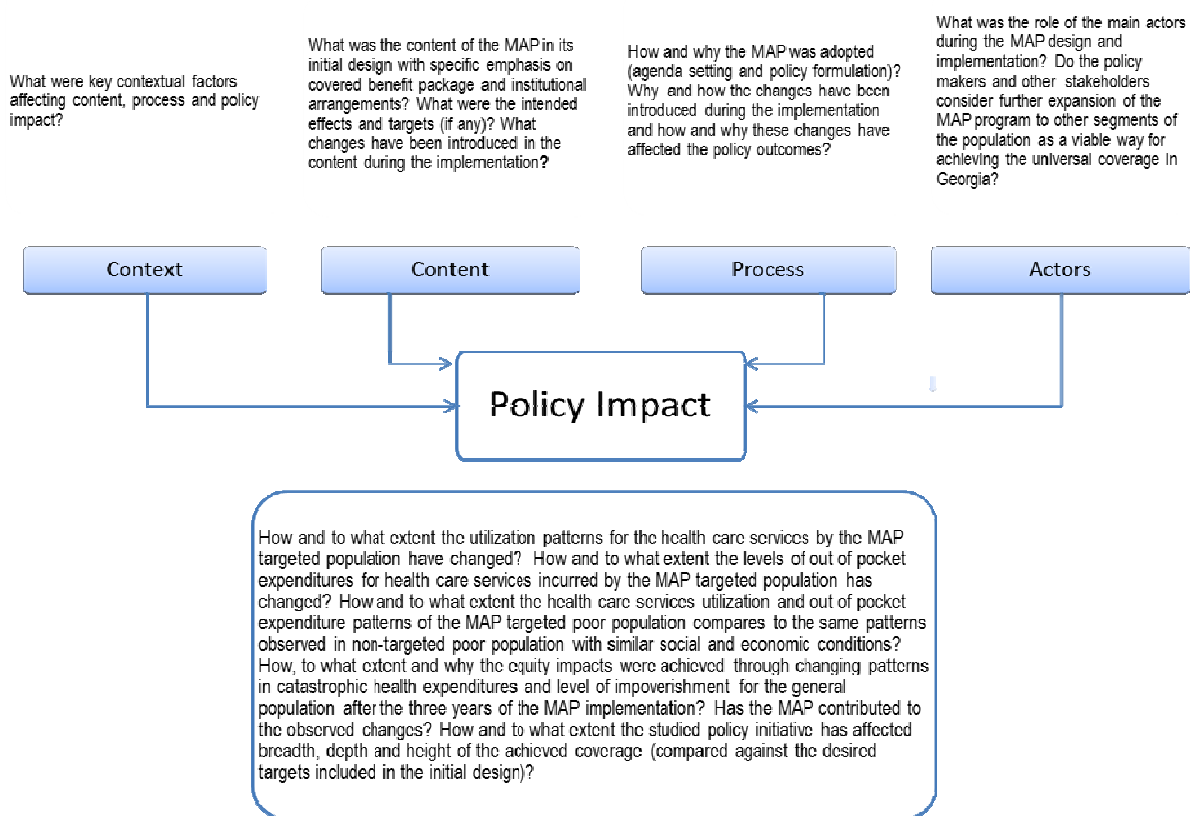 What were key contextual factors
affecting content, process and policy
impact?
What was the content of the MAP in its
initial design with specific emphasis on
covered benefit package and institutional
arrangements? What were the intended
effects and targets (if any)? What
changes have been introduced in the
content during the implementation?
How and why the MAP was adopted
(agenda setting and policy formulation)?
Why and how the changes have been
introduced during the implementation
and how and why these changes have
affected the policy outcomes?
What was the role of the main actors
during the MAP design and
implementation? Do the policy
makers and other stakeholders
consider further expansion of the
MAP program to other segments of
the population as a viable way for
achieving the universal coverage in
Georgia?
Context
Content
Process
Actors
Policy Impact
How and to what extent the utilization patterns for the health care services by the MAP
targeted population have changed? How and to what extent the levels of out of pocket
expenditures for health care services incurred by the MAP targeted population has
changed? How and to what extent the health care services utilization and out of pocket
expenditure patterns of the MAP targeted poor population compares to the same patterns
observed in non-targeted poor population with similar social and economic conditions?
How, to what extent and why the equity impacts were achieved through changing patterns
in catastrophic health expenditures and level of impoverishment for the general
population after the three years of the MAP implementation? Has the MAP contributed to
the observed changes? How and to what extent the studied policy initiative has affected
breadth, depth and height of the achieved coverage (compared against the desired
targets included in the initial design)?